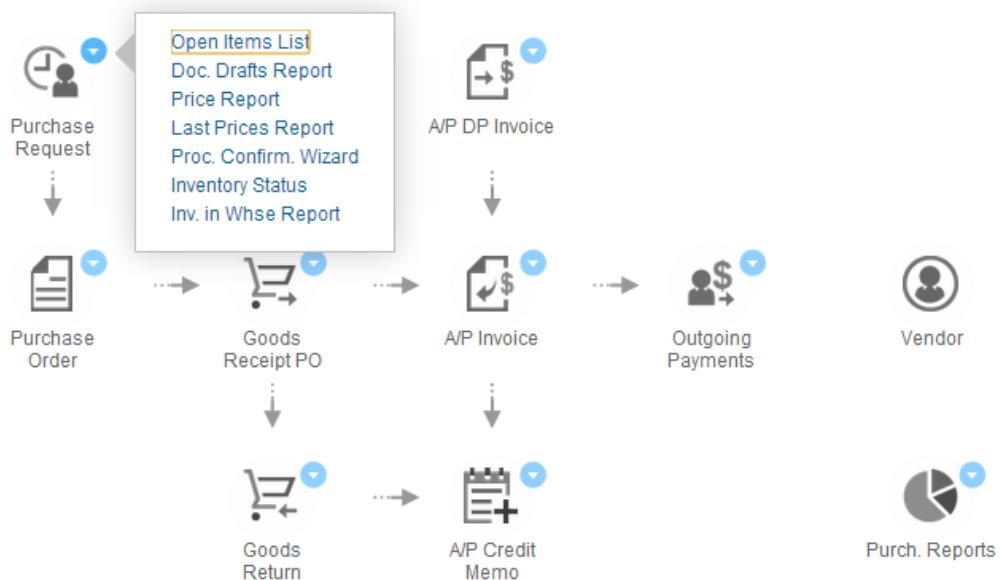 Open Items List
Doc. Drafts Report
Price Report
Last Prices Report
Proc. Confirm. Wizard
Inventory Status
Inv. in Whse Report
Purchase
Request
A/P DP Invoice
Purchase
Order
Goods
Receipt PO
A/P Invoice
Outgoing
Payments
Vendor
Goods
Return
A/P Credit
Memo
Purch. Reports